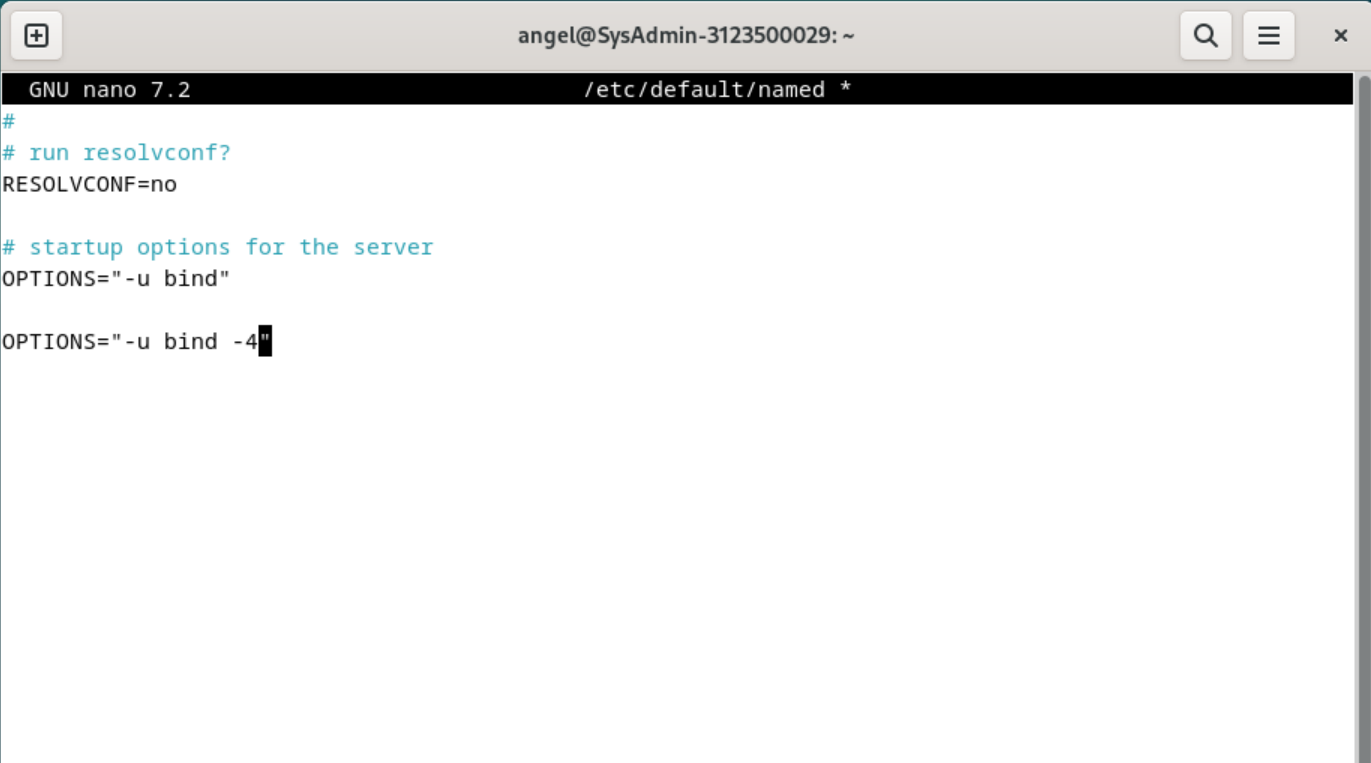 angel@SysAdmin-3123500029: ~
GNU nano 7.2 /etc/default/named *
#
# run resolvconf?
RESOLVCONF=no
# startup options for the server
OPTIONS="-u bind"
OPTIONS="-u bind -4"